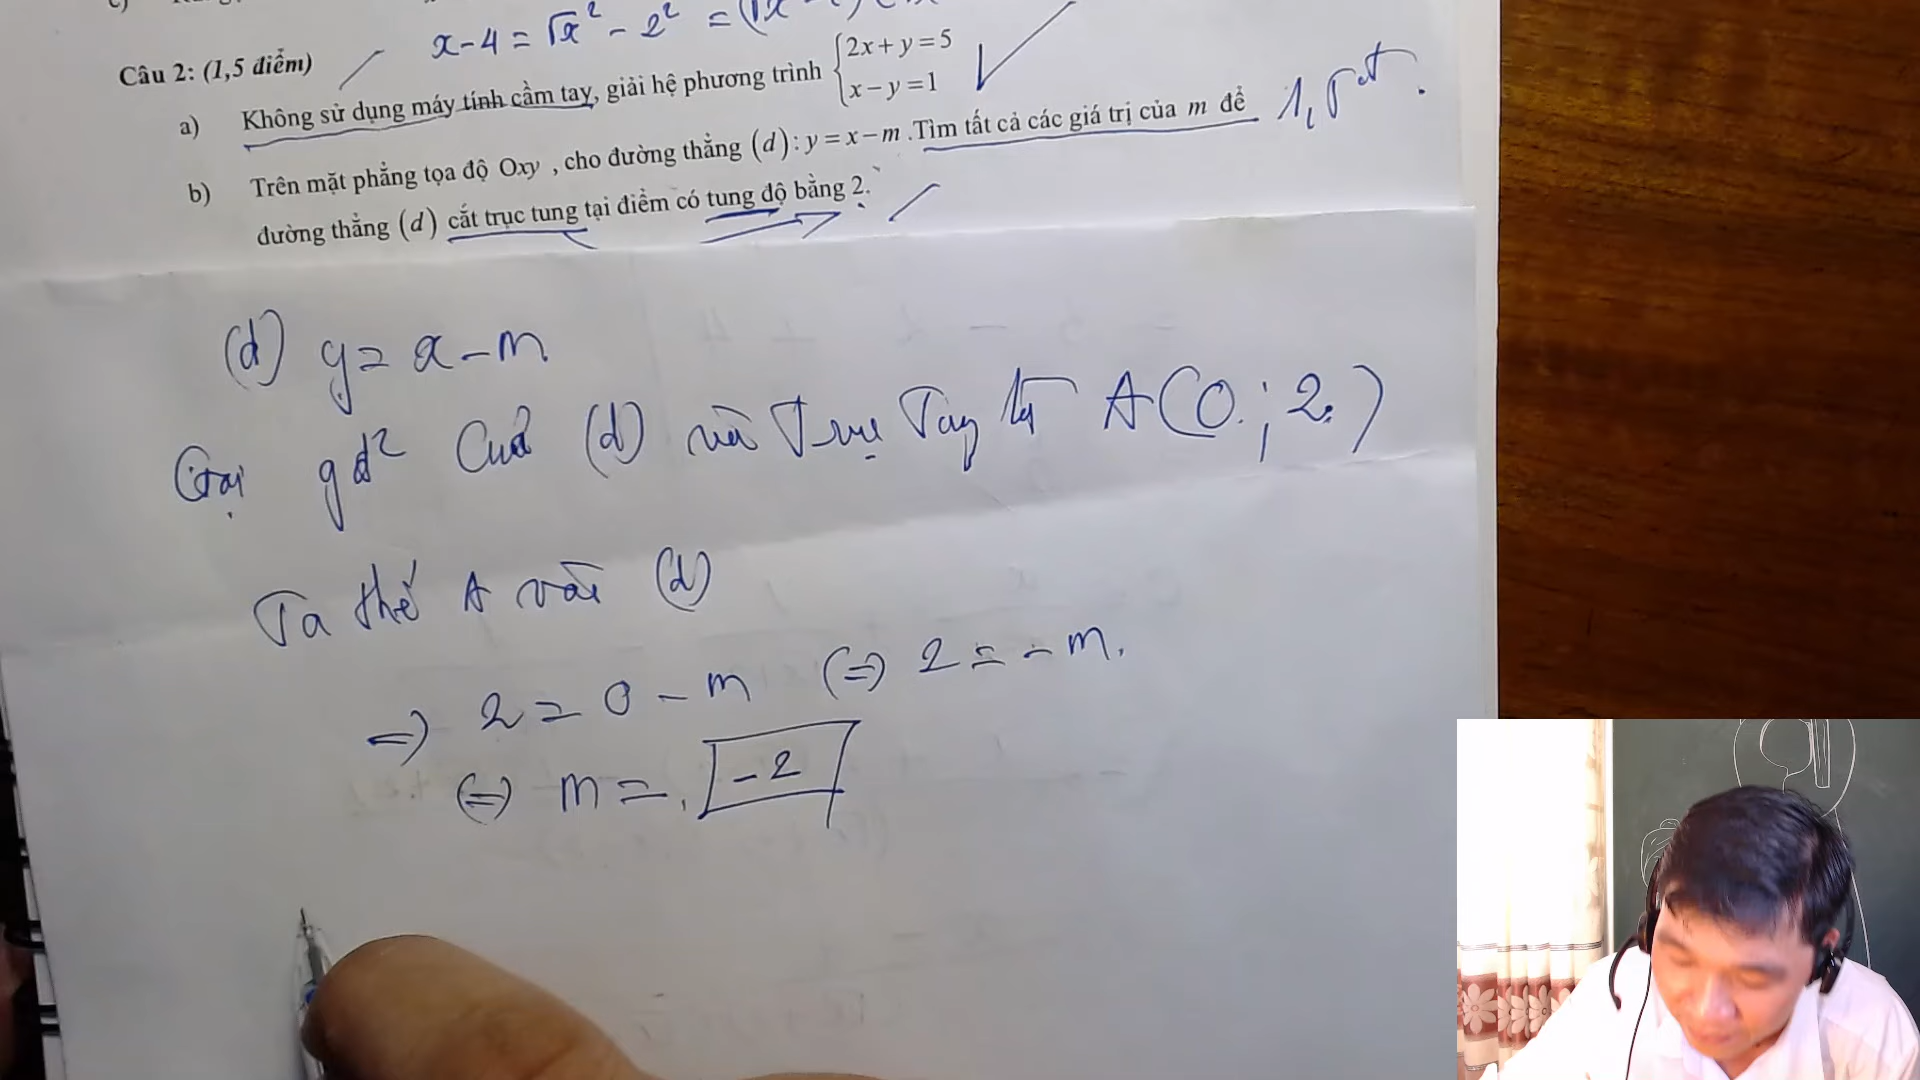 x-4 = √x² - 2² = (√x
Câu 2: (1,5 điểm)
a) Không sử dụng máy tính cầm tay, giải hệ phương trình {2x+y=5
x-y=1
b) Trên mặt phẳng tọa độ Oxy , cho đường thẳng (d): y = x-m .Tìm tất cả các giá trị của m để
đường thẳng (d) cắt trục tung tại điểm có tung độ bằng 2.
1,5đ.
(d) y = x - m
Gọi gđ² của (d) và Trục Tung là A(0 ; 2)
Ta thế A vào (d)
=> 2 = 0 - m (=) 2 = - m.
(=) m = -2